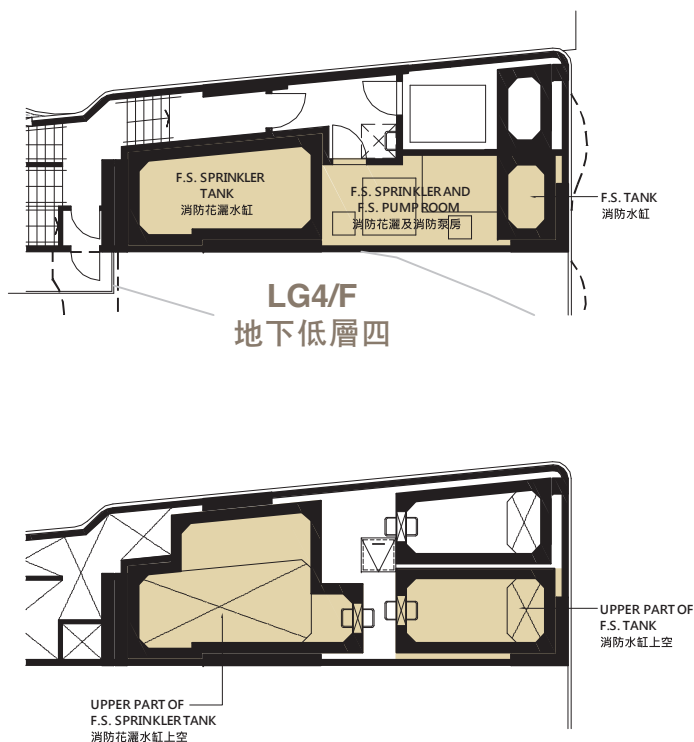 F.S. SPRINKLER
TANK
消防花灑水缸
F.S. SPRINKLER AND
F.S. PUMP ROOM
消防花灑及消防泵房
F.S. TANK
消防水缸
LG4/F
地下低層四
UPPER PART OF
F.S. TANK
消防水缸上空
UPPER PART OF
F.S. SPRINKLER TANK
消防花灑水缸上空